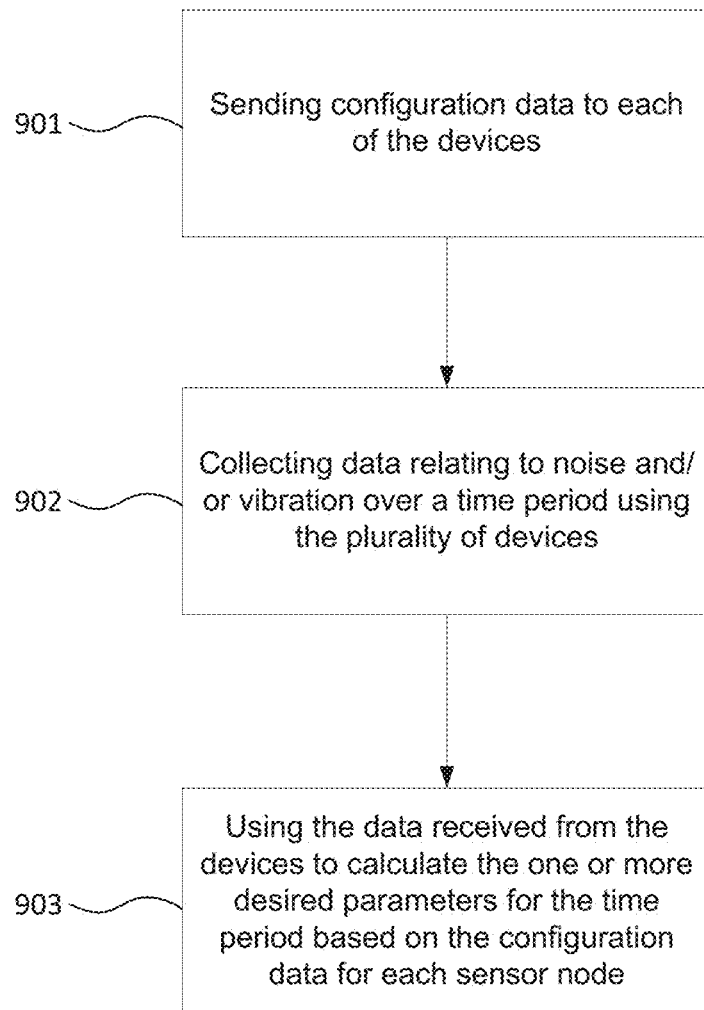 901
Sending configuration data to each
of the devices
902
Collecting data relating to noise and/
or vibration over a time period using
the plurality of devices
903
Using the data received from the
devices to calculate the one or more
desired parameters for the time
period based on the configuration
data for each sensor node